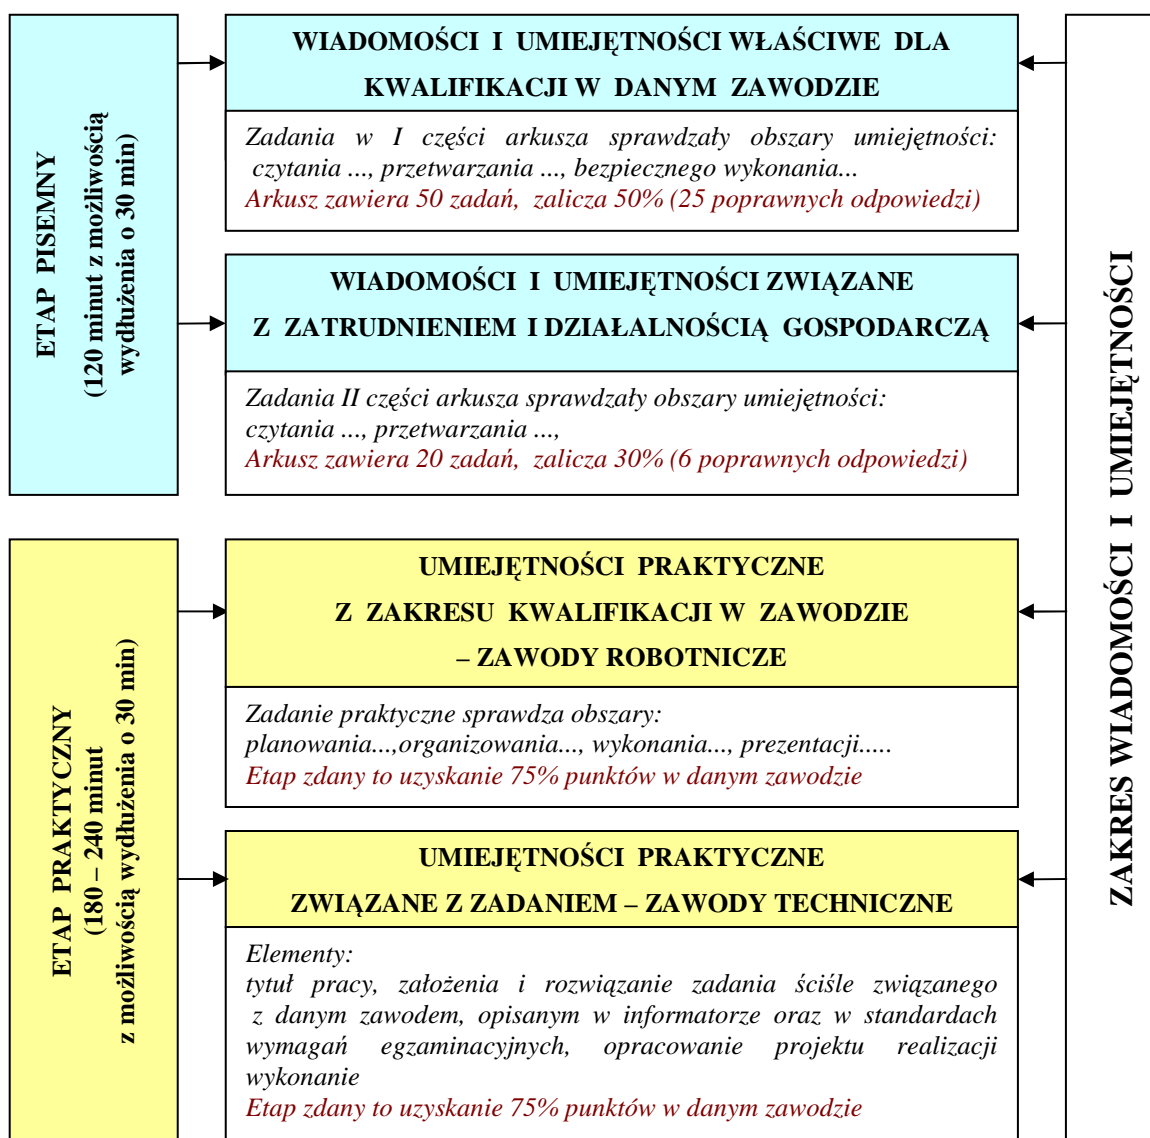 ETAP PISEMNY
(120 minut z możliwością
wydłużenia o 30 min)
WIADOMOŚCI I UMIEJĘTNOŚCI WŁAŚCIWE DLA
KWALIFIKACJI W DANYM ZAWODZIE
Zadania w I części arkusza sprawdzały obszary umiejętności:
czytania ..., przetwarzania ..., bezpiecznego wykonania...
Arkusz zawiera 50 zadań, zalicza 50% (25 poprawnych odpowiedzi)
WIADOMOŚCI I UMIEJĘTNOŚCI ZWIĄZANE
Z ZATRUDNIENIEM I DZIAŁALNOŚCIĄ GOSPODARCZĄ
Zadania II części arkusza sprawdzały obszary umiejętności:
czytania ..., przetwarzania ...,
Arkusz zawiera 20 zadań, zalicza 30% (6 poprawnych odpowiedzi)
ETAP PRAKTYCZNY
(180 – 240 minut
z możliwością wydłużenia o 30 min)
UMIEJĘTNOŚCI PRAKTYCZNE
Z ZAKRESU KWALIFIKACJI W ZAWODZIE
– ZAWODY ROBOTNICZE
Zadanie praktyczne sprawdza obszary:
planowania...,organizowania..., wykonania..., prezentacji.....
Etap zdany to uzyskanie 75% punktów w danym zawodzie
UMIEJĘTNOŚCI PRAKTYCZNE
ZWIĄZANE Z ZADANIEM – ZAWODY TECHNICZNE
Elementy:
tytuł pracy, założenia i rozwiązanie zadania ściśle związanego
z danym zawodem, opisanym w informatorze oraz w standardach
wymagań egzaminacyjnych, opracowanie projektu realizacji
wykonanie
Etap zdany to uzyskanie 75% punktów w danym zawodzie
ZAKRES WIADOMOŚCI I UMIEJĘTNOŚCI